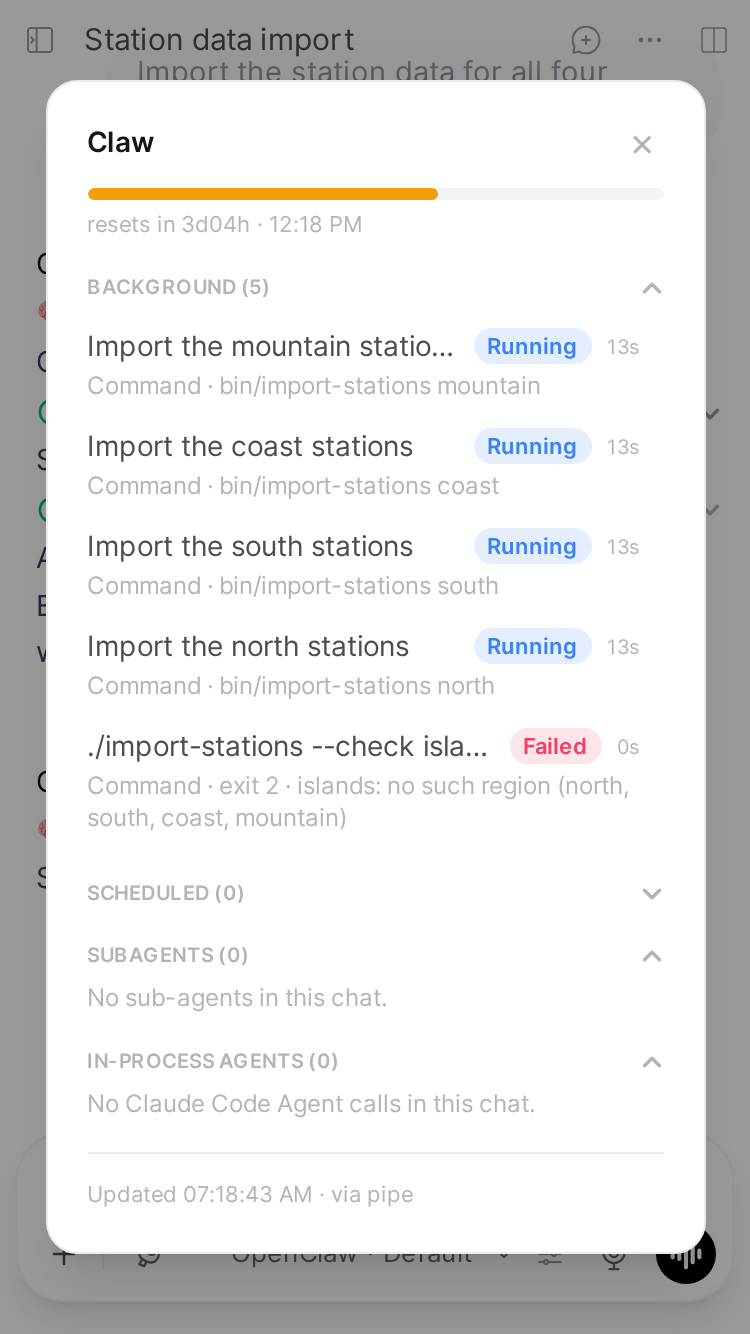 Station data import
Import the station data for all four
Claw
resets in 3d04h · 12:18 PM
BACKGROUND (5)
Import the mountain statio... Running 13s
Command · bin/import-stations mountain
Import the coast stations Running 13s
Command · bin/import-stations coast
Import the south stations Running 13s
Command · bin/import-stations south
Import the north stations Running 13s
Command · bin/import-stations north
./import-stations --check isla... Failed 0s
Command · exit 2 · islands: no such region (north,
south, coast, mountain)
SCHEDULED (0)
SUBAGENTS (0)
No sub-agents in this chat.
IN-PROCESS AGENTS (0)
No Claude Code Agent calls in this chat.
Updated 07:18:43 AM · via pipe
OpenClaw · Default